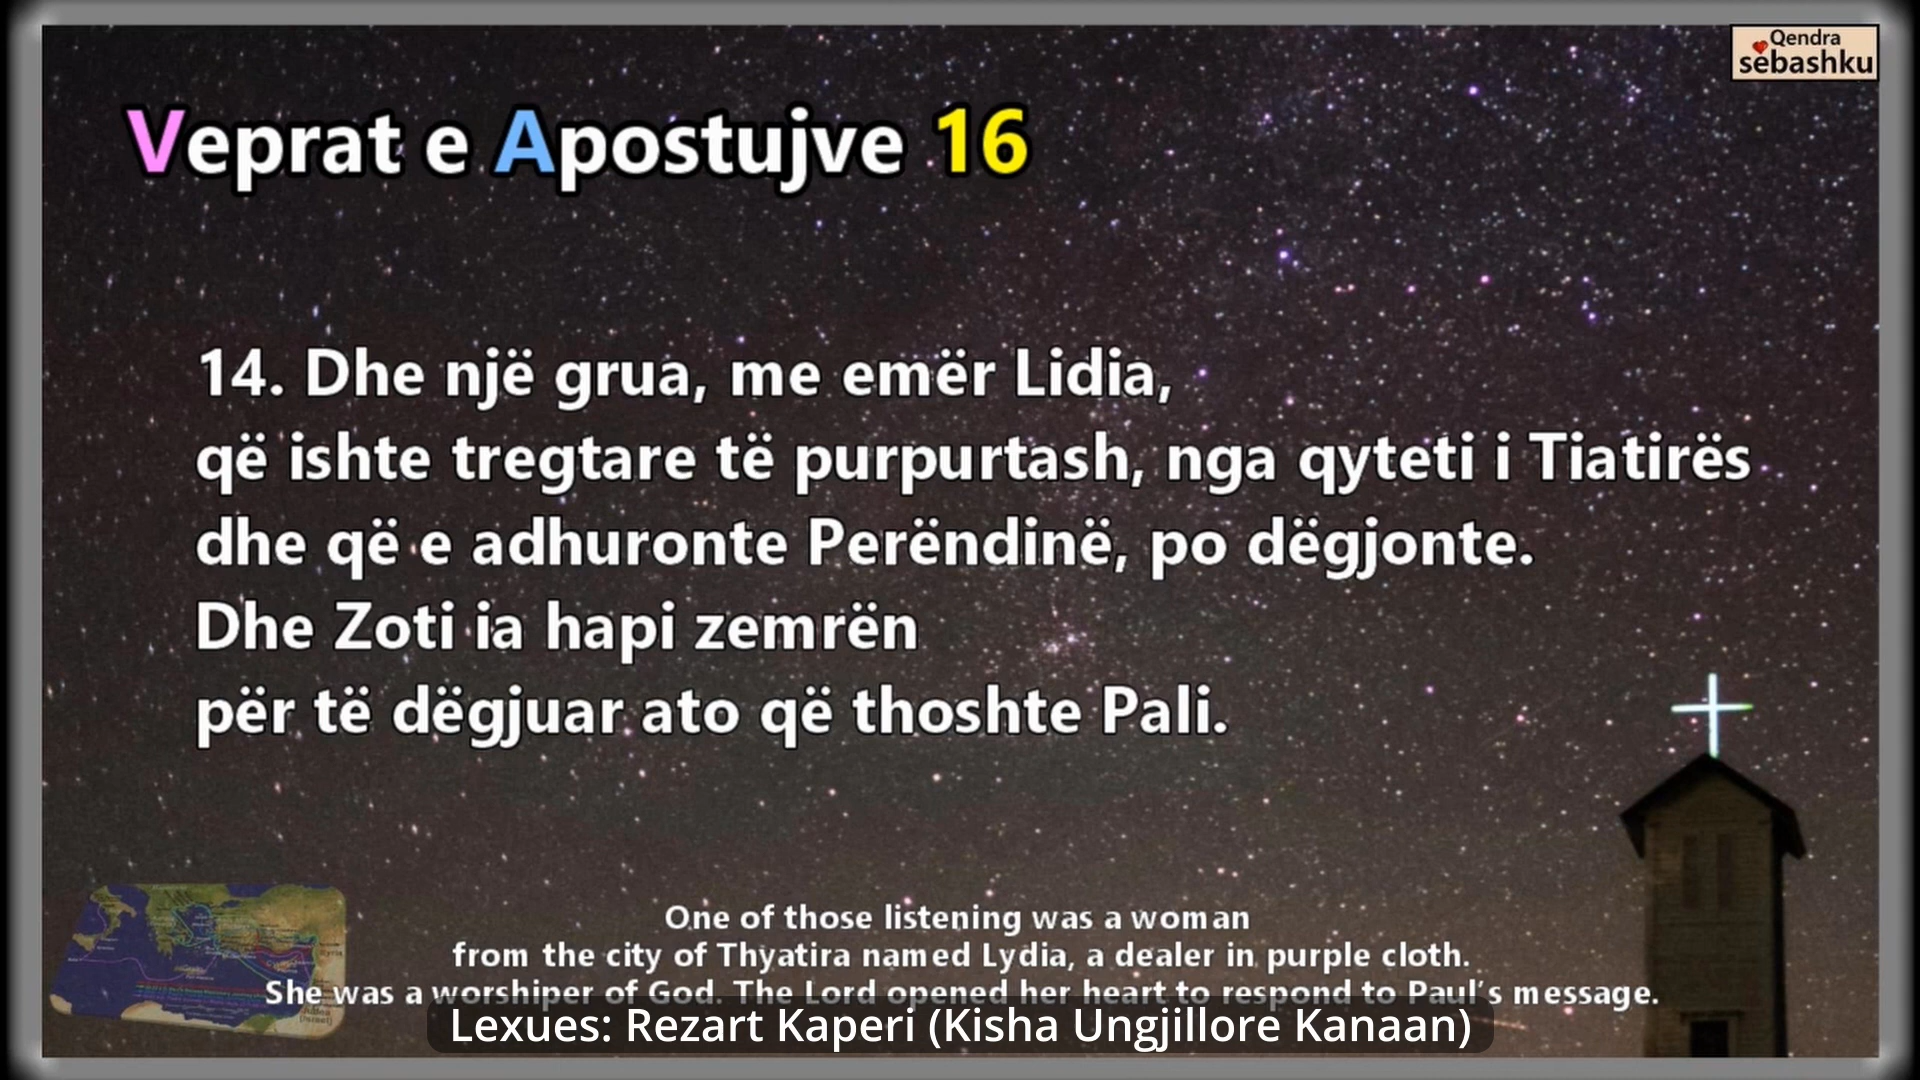 Qendra
sebashku
Veprat e Apostujve 16
14. Dhe një grua, me emër Lidia,
që ishte tregtare të purpurtash, nga qyteti i Tiatirës
dhe që e adhuronte Perëndinë, po dëgjonte.
Dhe Zoti ia hapi zemrën
për të dëgjuar ato që thoshte Pali.
One of those listening was a woman
from the city of Thyatira named Lydia, a dealer in purple cloth.
She was a worshiper of God. The Lord opened her heart to respond to Paul's message.
Lexues: Rezart Kaperi (Kisha Ungjillore Kanaan)